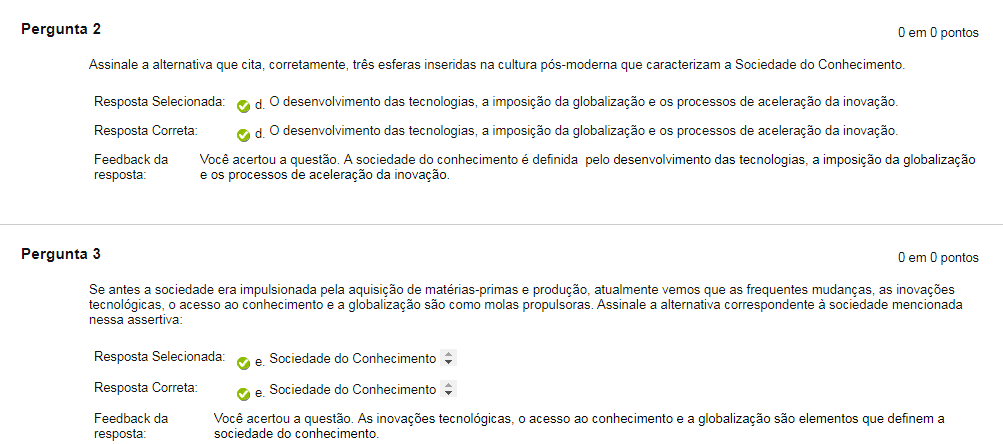 Pergunta 2
0 em 0 pontos
Assinale a alternativa que cita, corretamente, três esferas inseridas na cultura pós-moderna que caracterizam a Sociedade do Conhecimento.
Resposta Selecionada: d. O desenvolvimento das tecnologias, a imposição da globalização e os processos de aceleração da inovação.
Resposta Correta: d. O desenvolvimento das tecnologias, a imposição da globalização e os processos de aceleração da inovação.
Feedback da resposta: Você acertou a questão. A sociedade do conhecimento é definida pelo desenvolvimento das tecnologias, a imposição da globalização
e os processos de aceleração da inovação.
Pergunta 3
0 em 0 pontos
Se antes a sociedade era impulsionada pela aquisição de matérias-primas e produção, atualmente vemos que as frequentes mudanças, as inovações
tecnológicas, o acesso ao conhecimento e a globalização são como molas propulsoras. Assinale a alternativa correspondente à sociedade mencionada
nessa assertiva:
Resposta Selecionada: e. Sociedade do Conhecimento
Resposta Correta: e. Sociedade do Conhecimento
Feedback da resposta: Você acertou a questão. As inovações tecnológicas, o acesso ao conhecimento e a globalização são elementos que definem a
sociedade do conhecimento.